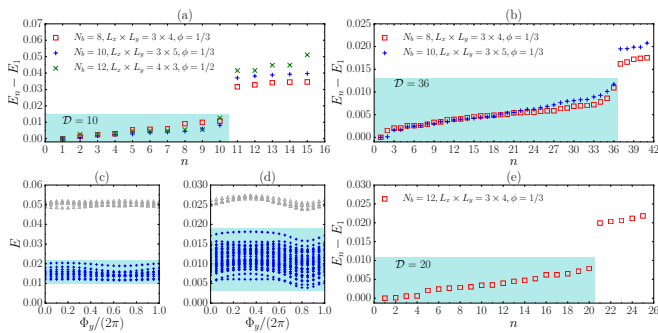 (a)
N_b = 8, L_x × L_y = 3 × 4, ϕ = 1/3
N_b = 10, L_x × L_y = 3 × 5, ϕ = 1/3
N_b = 12, L_x × L_y = 4 × 3, ϕ = 1/2
E_n − E_1
0.06
0.05
0.04
0.03
0.02
0.01
0.00
𝒟 = 10
0 1 2 3 4 5 6 7 8 9 10 11 12 13 14 15 16
n
(b)
N_b = 8, L_x × L_y = 3 × 4, ϕ = 1/3
N_b = 10, L_x × L_y = 3 × 5, ϕ = 1/3
E_n − E_1
0.020
0.015
0.010
0.005
0.000
𝒟 = 36
0 3 6 9 12 15 18 21 24 27 30 33 36 39 42
n
(c)
E
0.06
0.05
0.04
0.03
0.02
0.01
0.00
0.0 0.2 0.4 0.6 0.8 1.0
Φ_y/(2π)
(d)
0.030
0.025
0.020
0.015
0.010
0.005
0.000
0.0 0.2 0.4 0.6 0.8 1.0
Φ_y/(2π)
(e)
N_b = 12, L_x × L_y = 3 × 4, ϕ = 1/3
E_n − E_1
0.030
0.025
0.020
0.015
0.010
0.005
0.000
𝒟 = 20
0 2 4 6 8 10 12 14 16 18 20 22 24 26
n